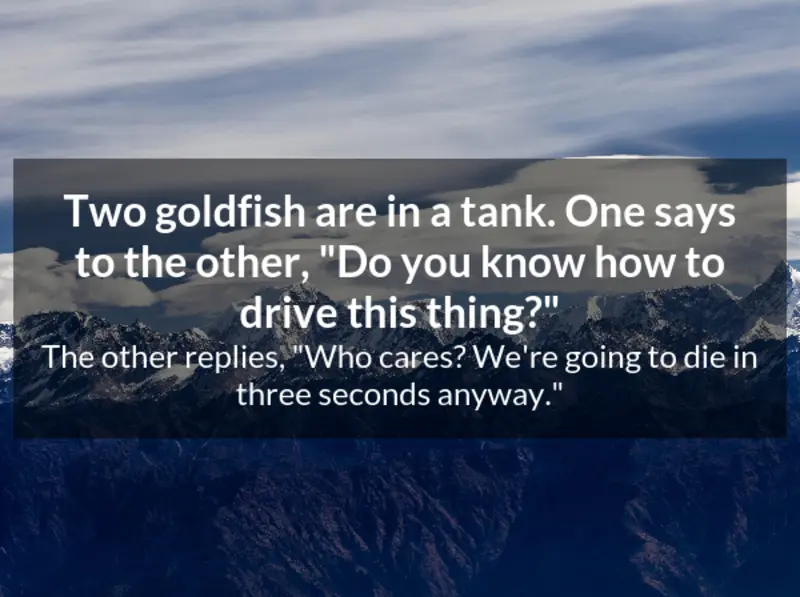 Two goldfish are in a tank. One says
to the other, "Do you know how to
drive this thing?"
The other replies, "Who cares? We're going to die in
three seconds anyway."